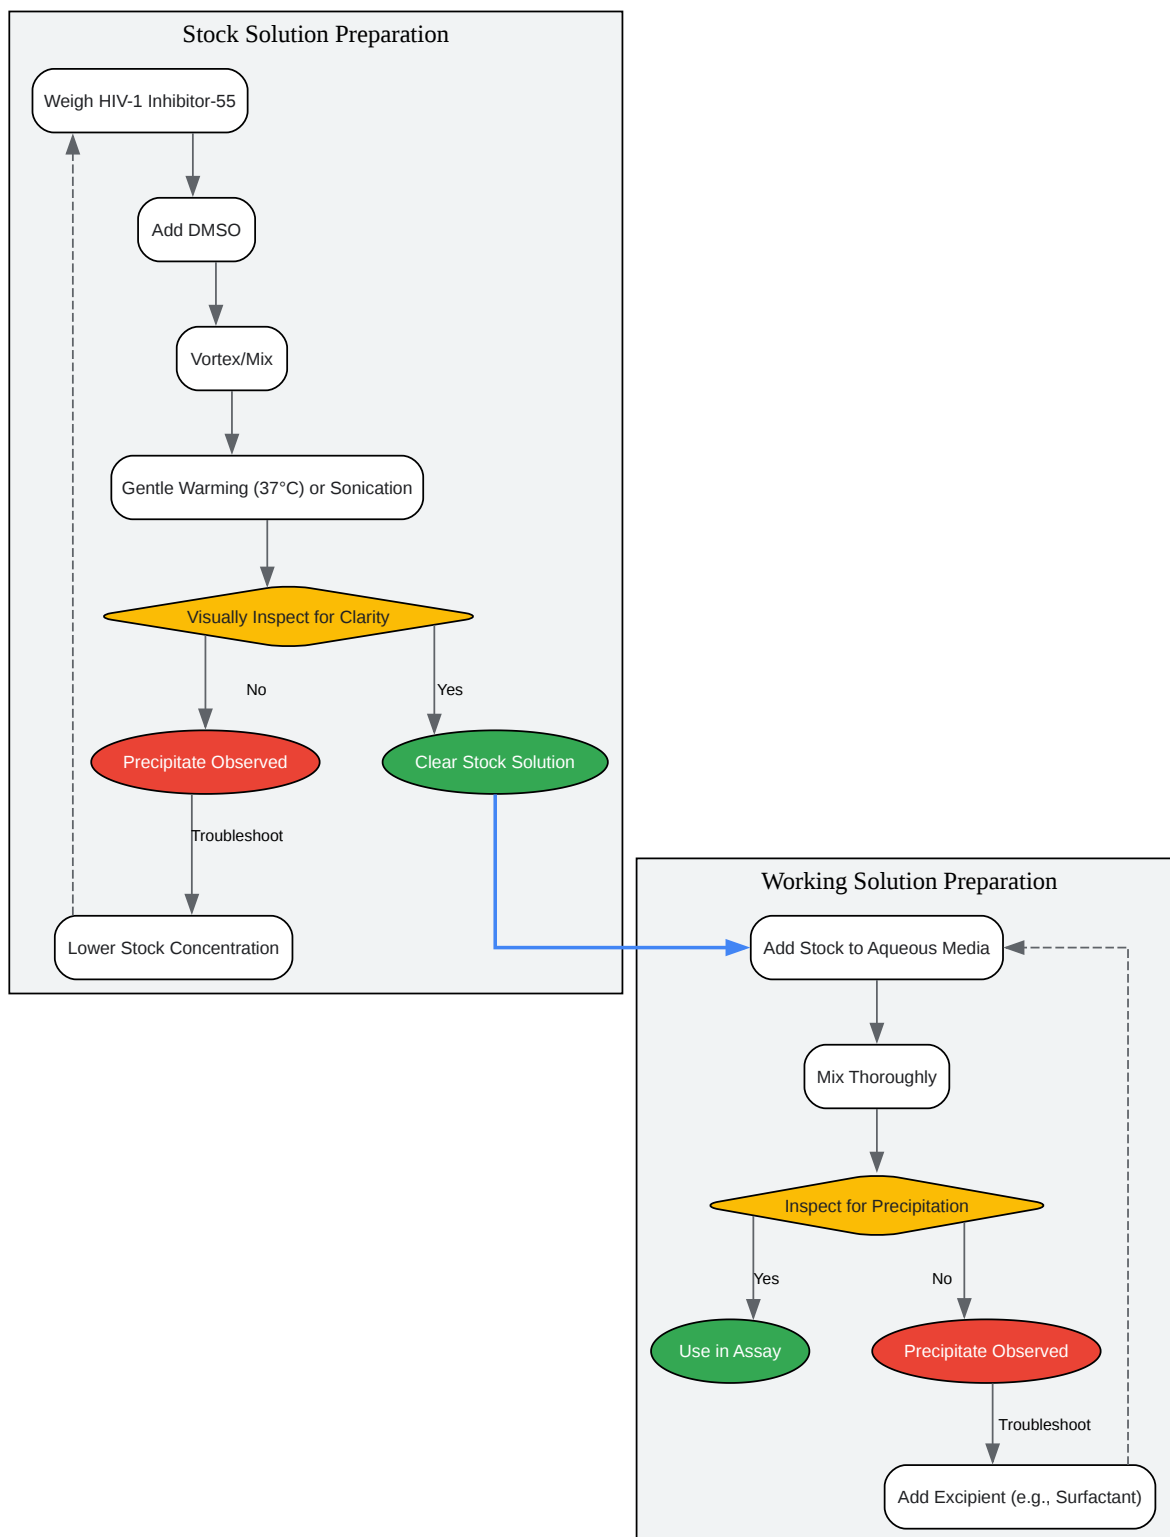 Stock Solution Preparation
Weigh HIV-1 Inhibitor-55
Add DMSO
Vortex/Mix
Gentle Warming (37°C) or Sonication
Visually Inspect for Clarity
No
Yes
Precipitate Observed
Clear Stock Solution
Troubleshoot
Lower Stock Concentration
Working Solution Preparation
Add Stock to Aqueous Media
Mix Thoroughly
Inspect for Precipitation
Yes
No
Use in Assay
Precipitate Observed
Troubleshoot
Add Excipient (e.g., Surfactant)